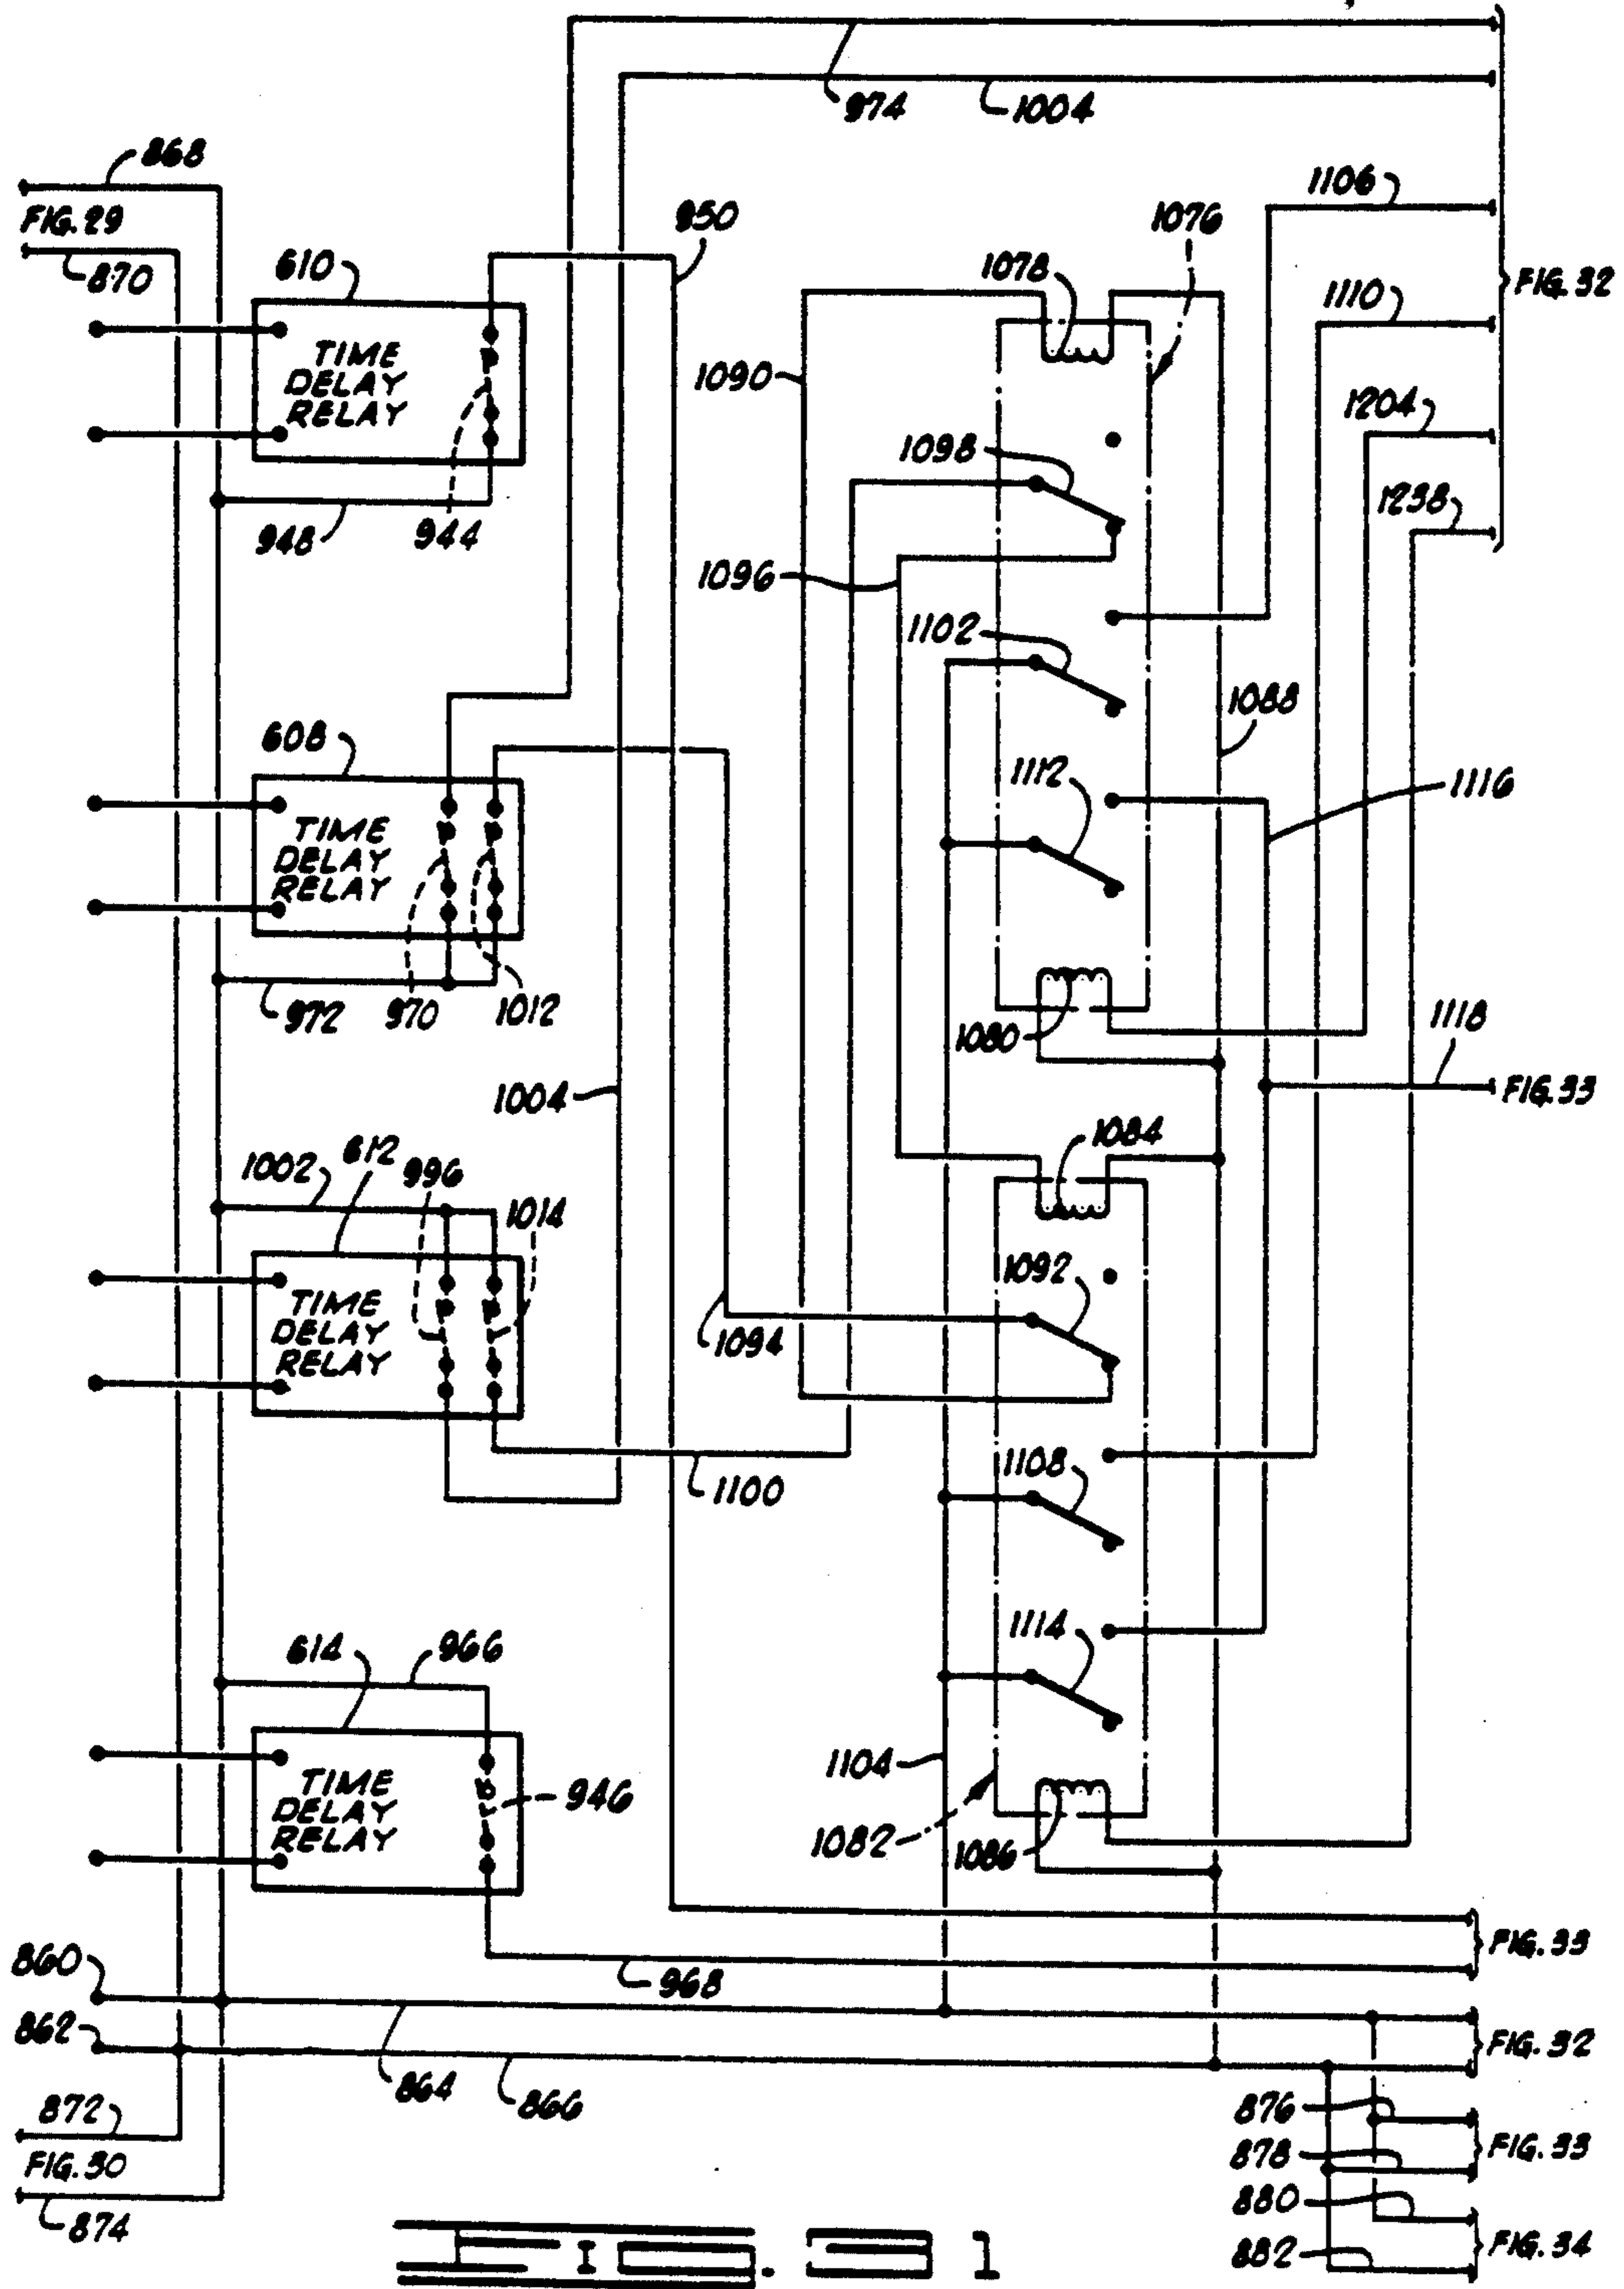 974
1004
868
1106
FIG. 29
950
1076
870
610
1078
FIG. 32
1110
TIME
DELAY
RELAY
1090
1204
1098
1238
948
944
1096
1102
1088
608
1112
1116
TIME
DELAY
RELAY
972
970
1012
1080
1118
1004
FIG. 33
1084
1002
612
996
1014
1092
TIME
DELAY
RELAY
1094
1108
1100
614
966
1114
TIME
DELAY
RELAY
946
1104
1082
1086
860
968
FIG. 33
862
FIG. 32
864
866
872
876
FIG. 30
878
FIG. 33
874
880
882
FIG. 34
FIG. 31